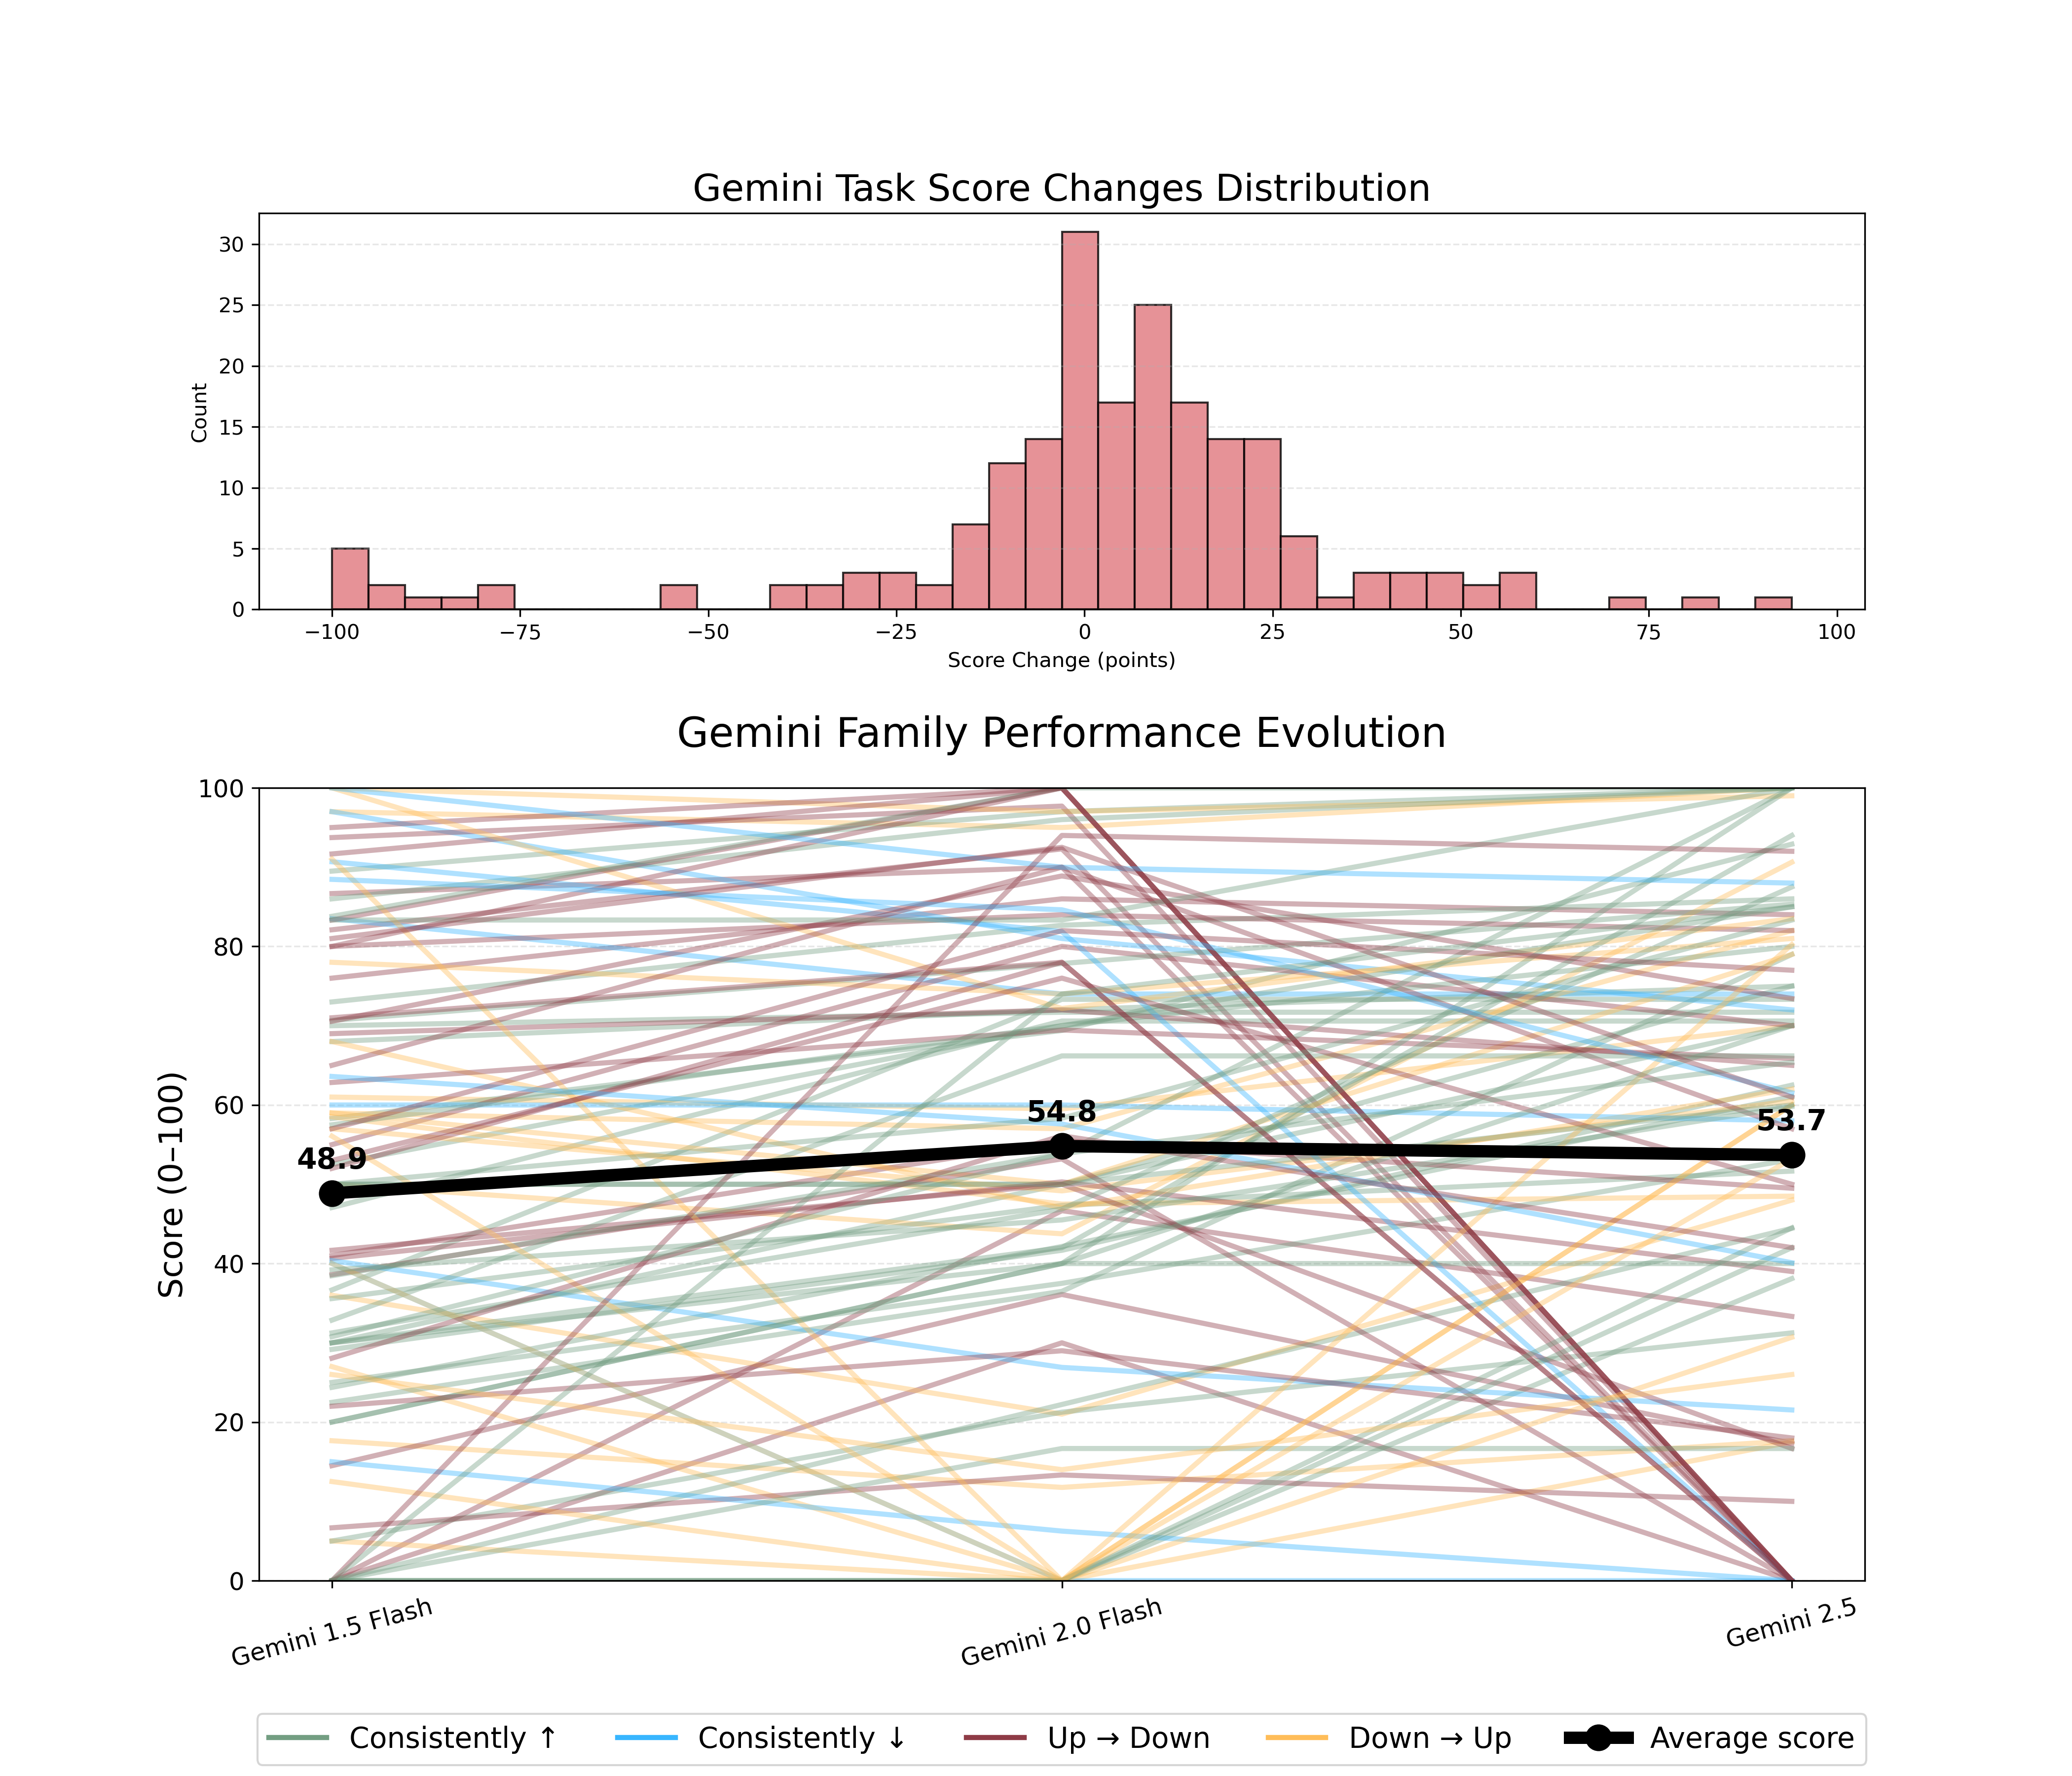 Gemini Task Score Changes Distribution
30
25
20
15
10
5
0
Count
−100 −75 −50 −25 0 25 50 75 100
Score Change (points)
Gemini Family Performance Evolution
100
80
60
40
20
0
Score (0–100)
48.9
54.8
53.7
Gemini 1.5 Flash
Gemini 2.0 Flash
Gemini 2.5
Consistently ↑ Consistently ↓ Up → Down Down → Up Average score